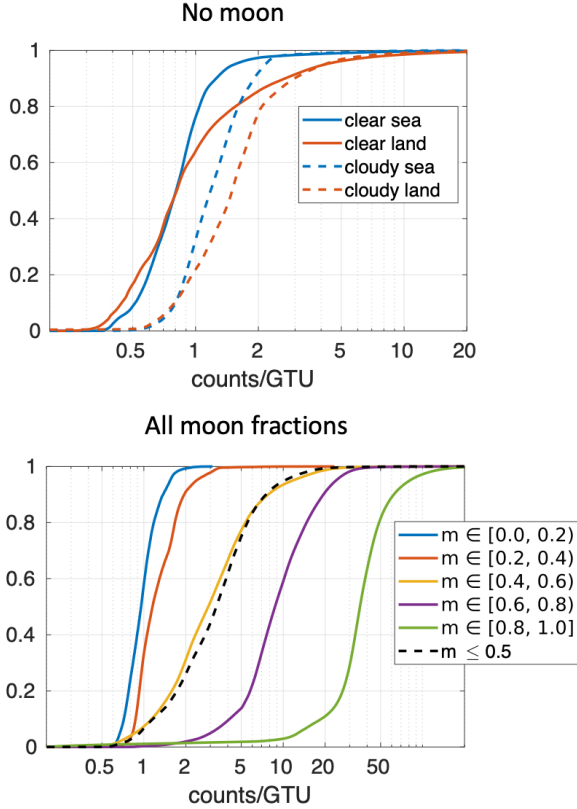 No moon
1
0.8
0.6
0.4
0.2
0
clear sea
clear land
cloudy sea
cloudy land
0.5 1 2 5 10 20
counts/GTU
All moon fractions
1
0.8
0.6
0.4
0.2
0
m ∈ [0.0, 0.2)
m ∈ [0.2, 0.4)
m ∈ [0.4, 0.6)
m ∈ [0.6, 0.8)
m ∈ [0.8, 1.0]
m ≤ 0.5
0.5 1 2 5 10 20 50
counts/GTU